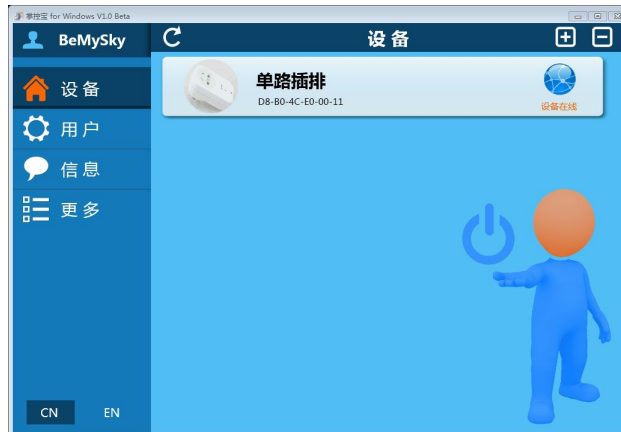 掌控宝 for Windows V1.0 Beta
BeMySky
设备
设备
单路插排
D8-B0-4C-E0-00-11
设备在线
用户
信息
更多
CN EN